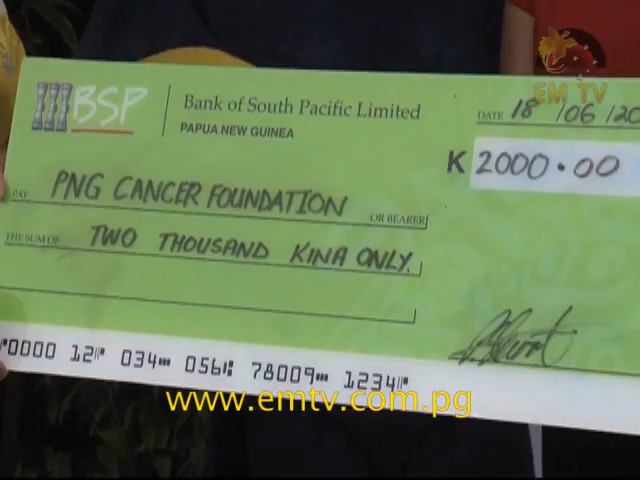 EM TV
BSP
Bank of South Pacific Limited
PAPUA NEW GUINEA
DATE 18 /06 /20
K 2000.00
PAY PNG CANCER FOUNDATION OR BEARER
THE SUM OF TWO THOUSAND KINA ONLY.
⑈0000 12⑈ 034⑉ 056⑆ 78009⑉ 1234⑈
www.emtv.com.pg